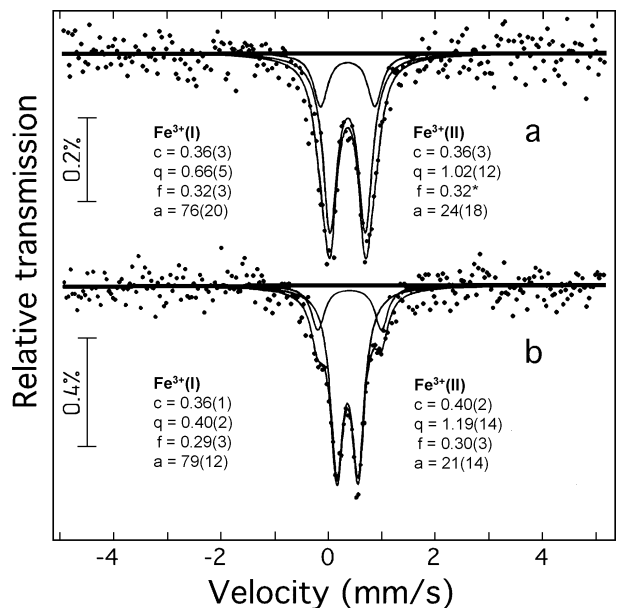 Relative transmission
0.2%
a
Fe³⁺(I)
c = 0.36(3)
q = 0.66(5)
f = 0.32(3)
a = 76(20)
Fe³⁺(II)
c = 0.36(3)
q = 1.02(12)
f = 0.32*
a = 24(18)
0.4%
b
Fe³⁺(I)
c = 0.36(1)
q = 0.40(2)
f = 0.29(3)
a = 79(12)
Fe³⁺(II)
c = 0.40(2)
q = 1.19(14)
f = 0.30(3)
a = 21(14)
-4 -2 0 2 4
Velocity (mm/s)